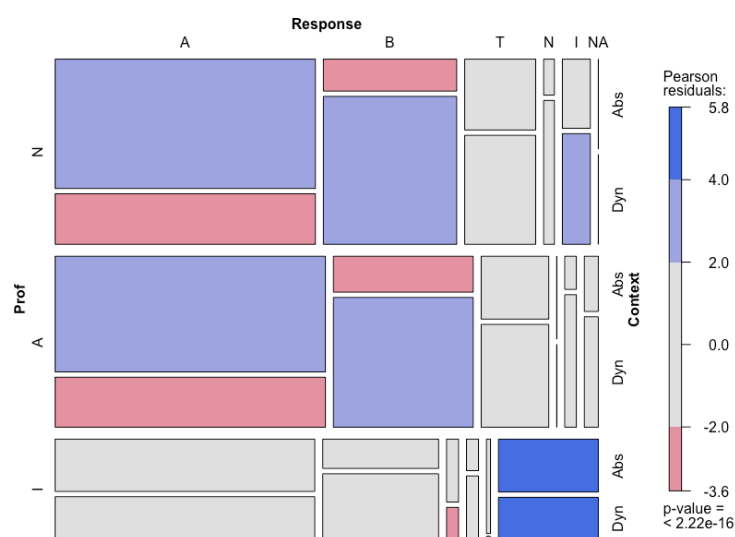 Response
A B T N I NA
Pearson
residuals:
5.8
4.0
2.0
0.0
-2.0
-3.6
p-value =
< 2.22e-16
Prof
N
A
I
Abs
Dyn
Abs
Dyn
Abs
Dyn
Context